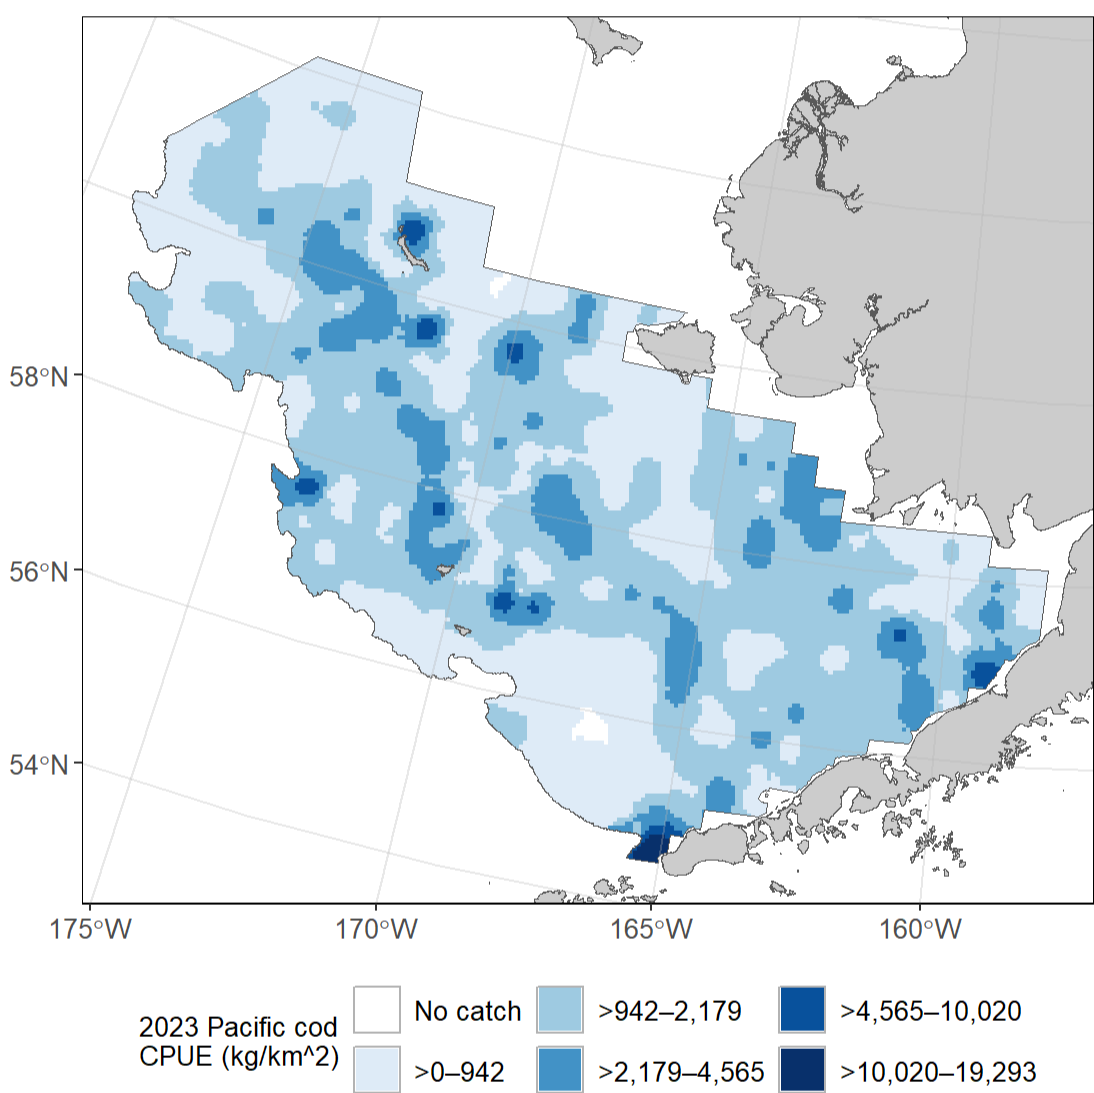 58°N
56°N
54°N
175°W
170°W
165°W
160°W
2023 Pacific cod
CPUE (kg/km^2)
No catch
>0–942
>942–2,179
>2,179–4,565
>4,565–10,020
>10,020–19,293